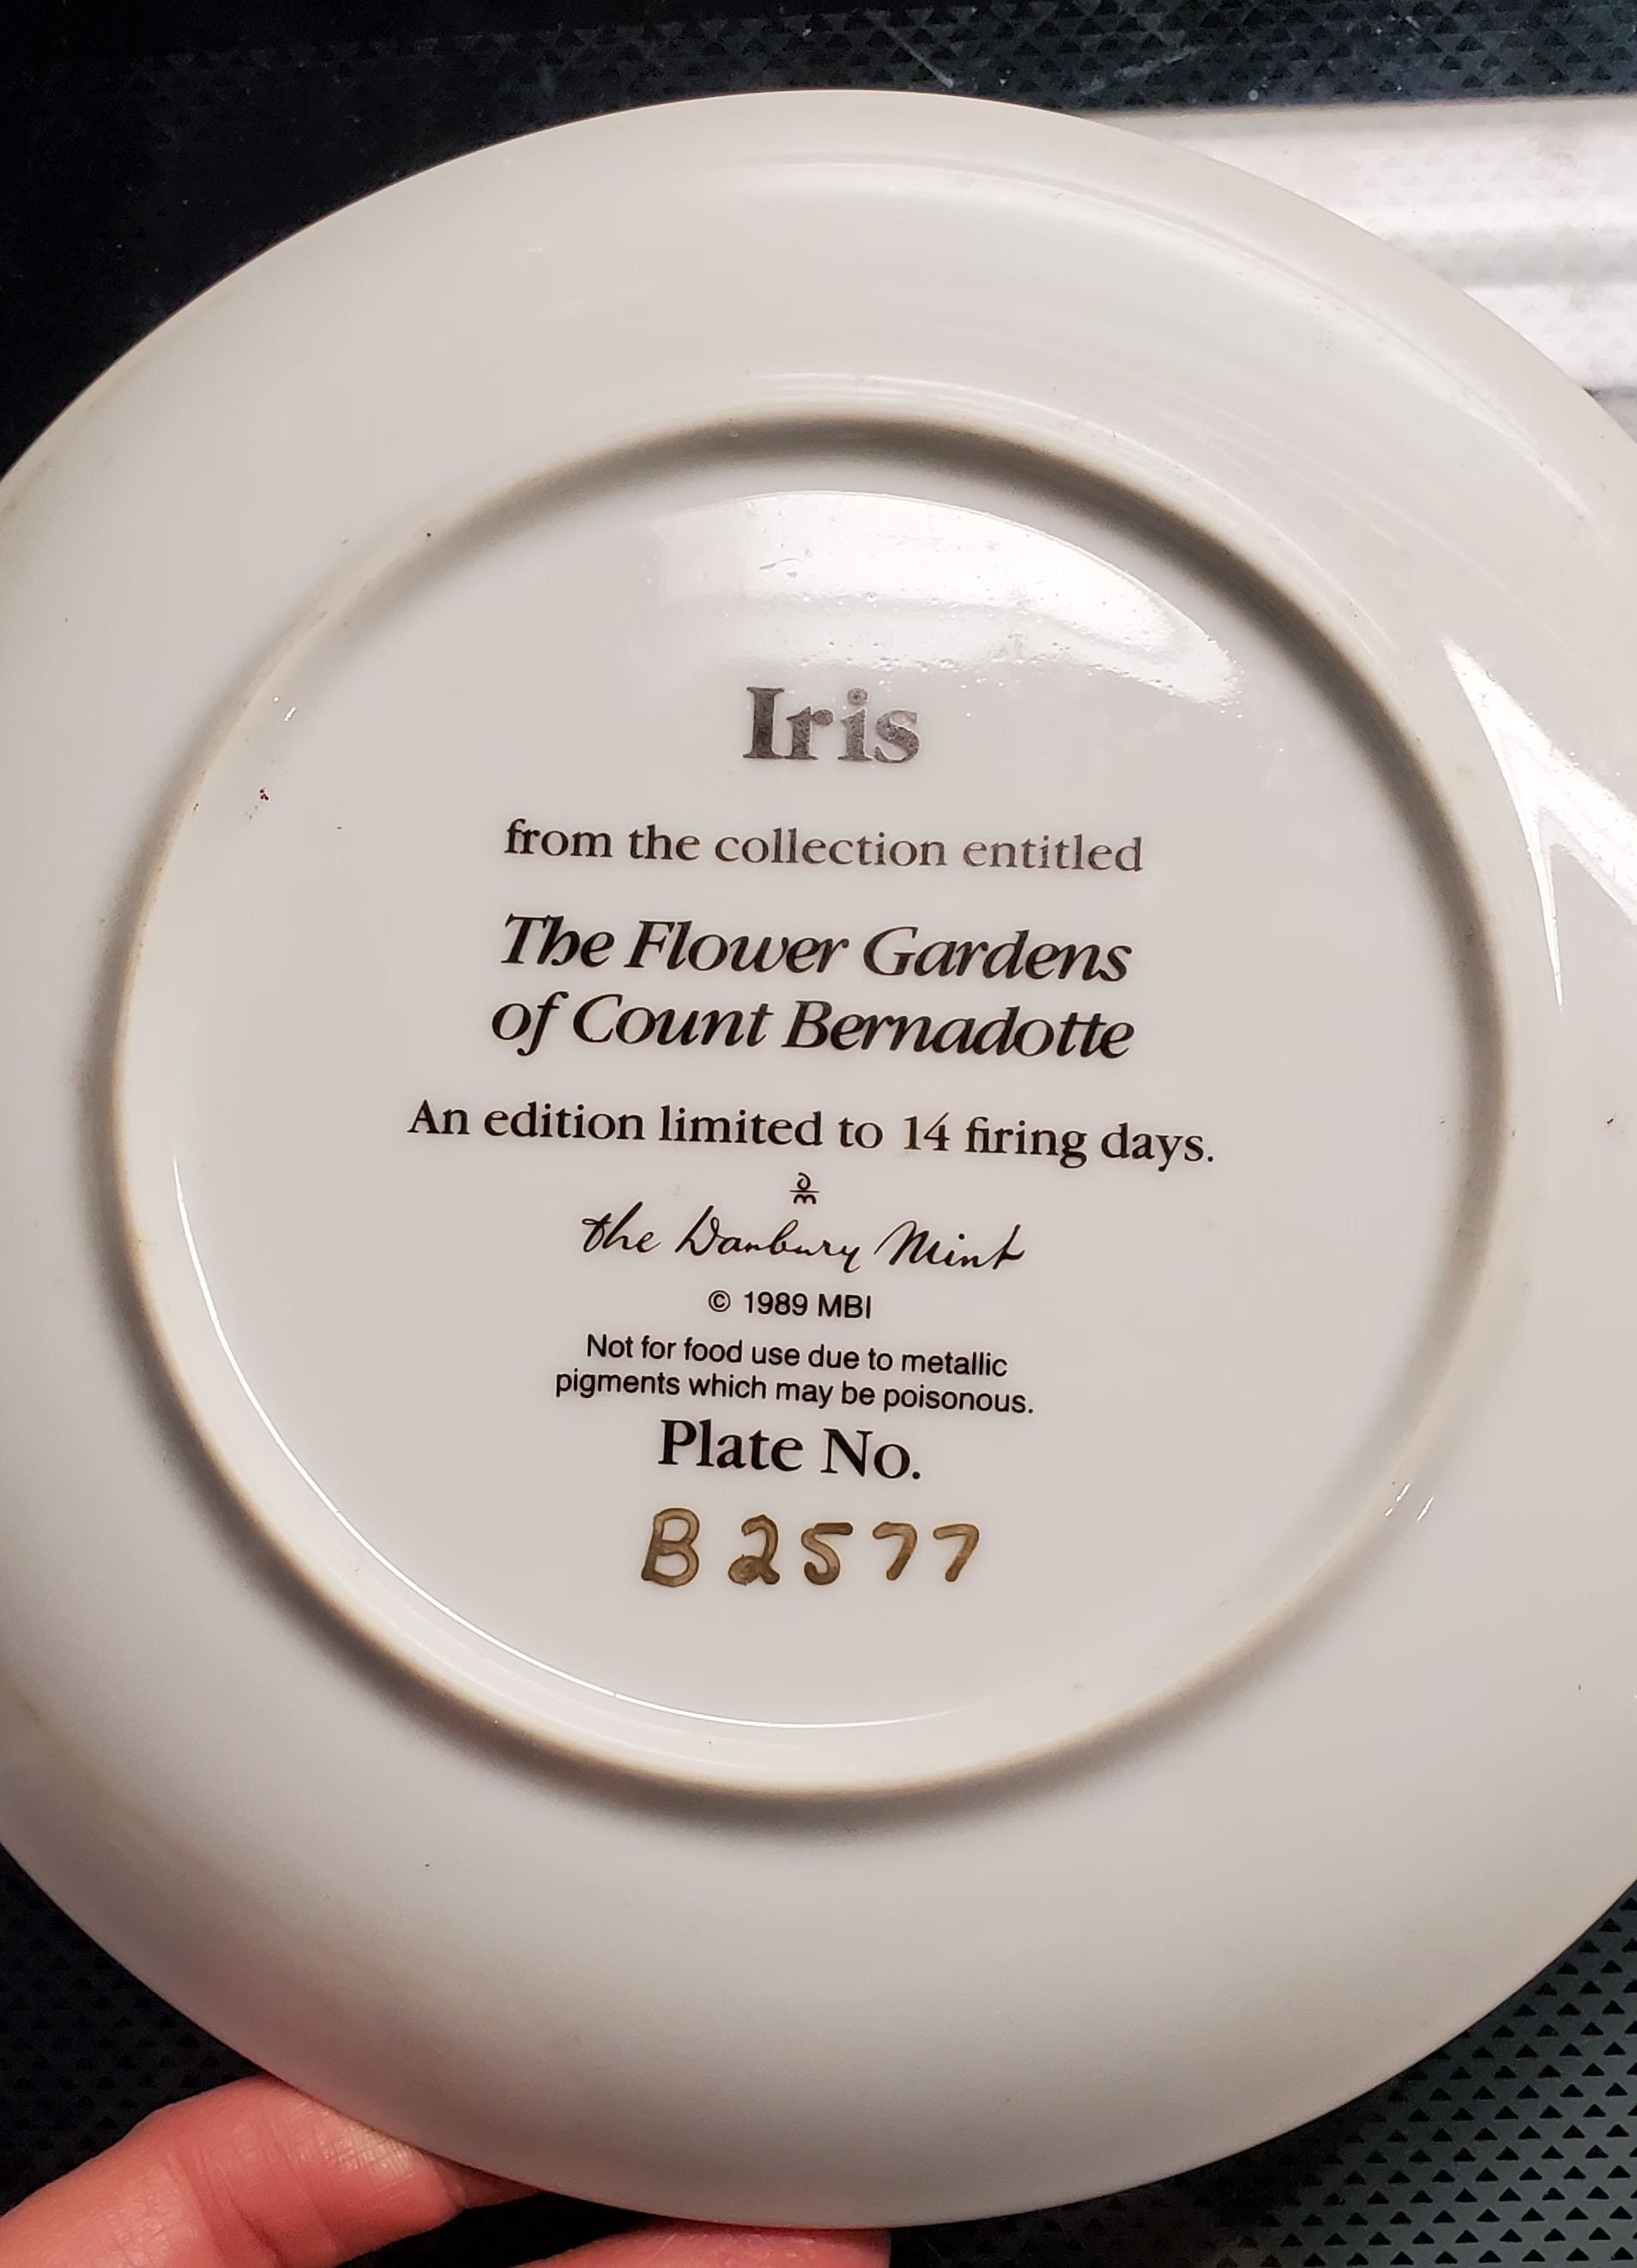 Iris
from the collection entitled
The Flower Gardens
of Count Bernadotte
An edition limited to 14 firing days.
dm
the Danbury Mint
© 1989 MBI
Not for food use due to metallic
pigments which may be poisonous.
Plate No.
B2577